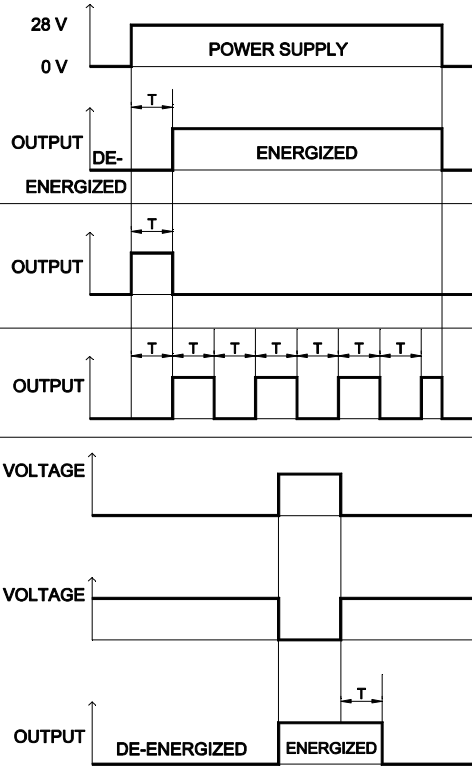 28 V
POWER SUPPLY
0 V
T
OUTPUT
DE-
ENERGIZED
ENERGIZED
T
OUTPUT
T T T T T T T
OUTPUT
VOLTAGE
VOLTAGE
T
OUTPUT
DE-ENERGIZED
ENERGIZED